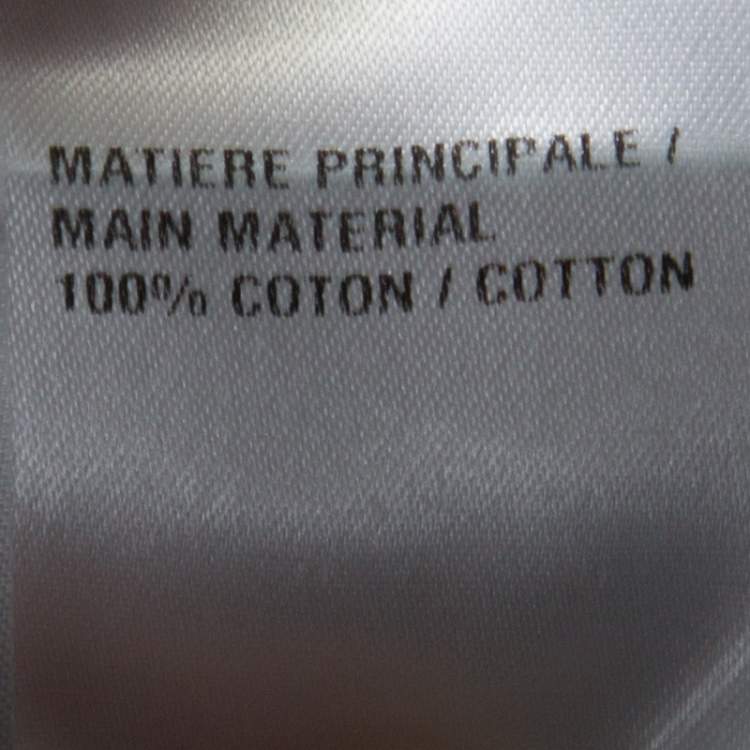 MATIERE PRINCIPALE /
MAIN MATERIAL
100% COTON / COTTON